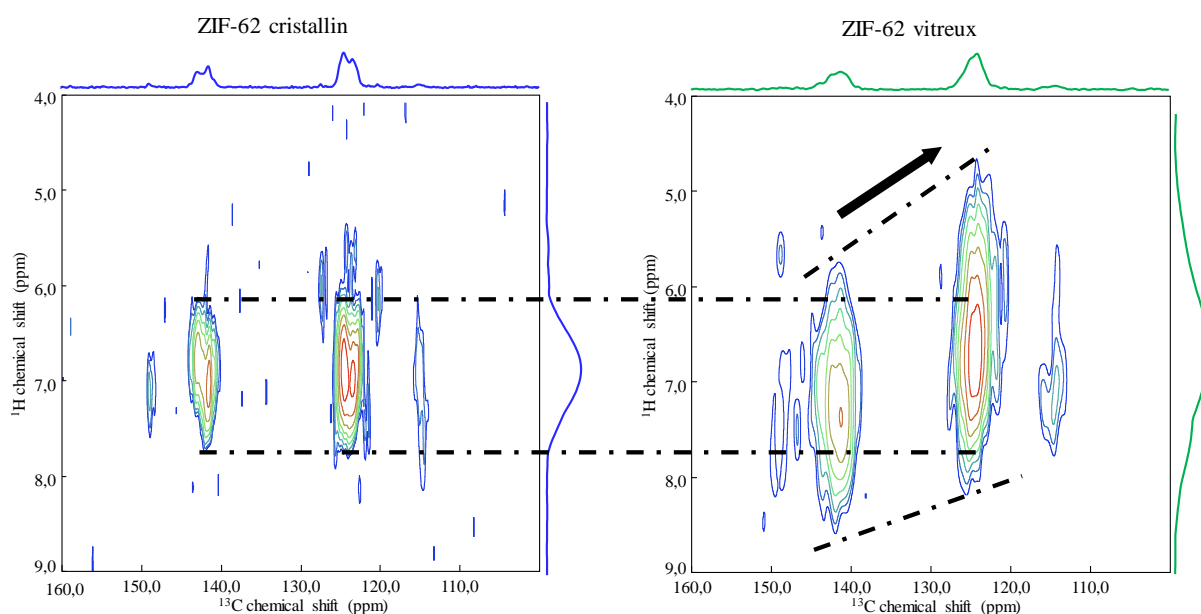 ZIF-62 cristallin
4,0
5,0
6,0
7,0
8,0
9,0
¹H chemical shift (ppm)
160,0 150,0 140,0 130,0 120,0 110,0
¹³C chemical shift (ppm)
ZIF-62 vitreux
4,0
5,0
6,0
7,0
8,0
9,0
¹H chemical shift (ppm)
160,0 150,0 140,0 130,0 120,0 110,0
¹³C chemical shift (ppm)